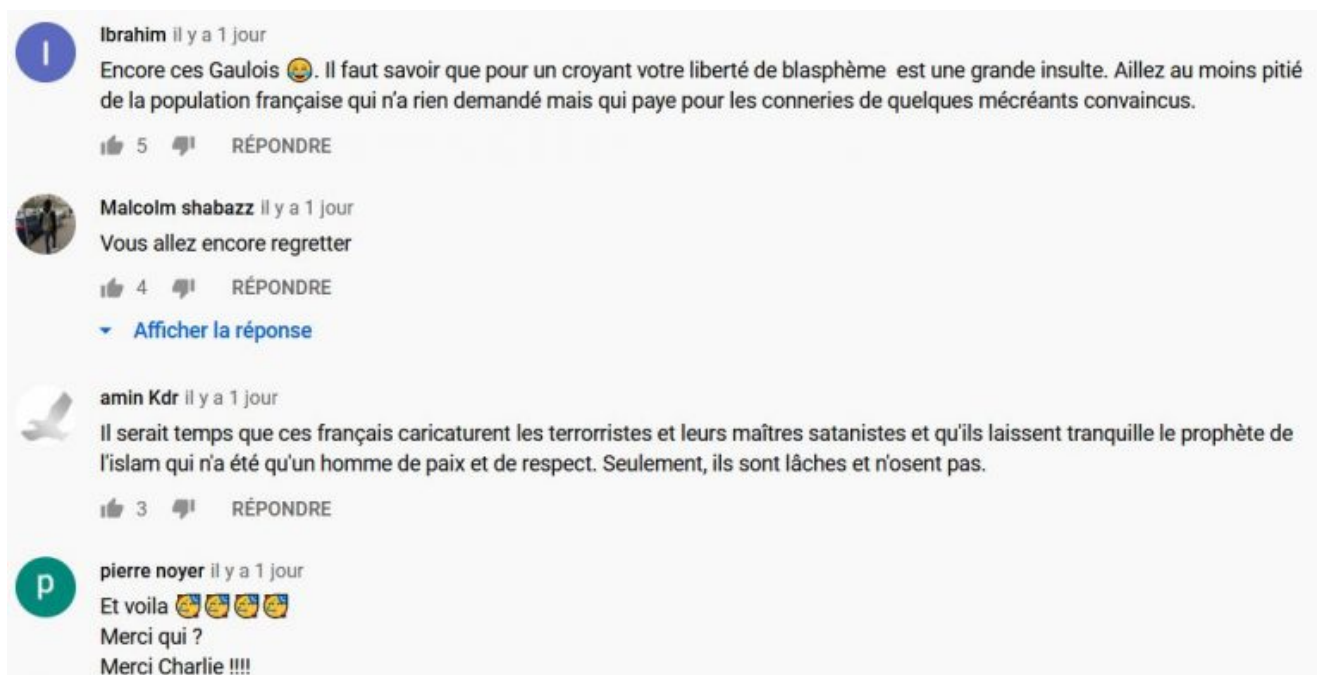 I
Ibrahim il y a 1 jour
Encore ces Gaulois 😂. Il faut savoir que pour un croyant votre liberté de blasphème est une grande insulte. Aillez au moins pitié
de la population française qui n'a rien demandé mais qui paye pour les conneries de quelques mécréants convaincus.
5 RÉPONDRE
Malcolm shabazz il y a 1 jour
Vous allez encore regretter
4 RÉPONDRE
Afficher la réponse
amin Kdr il y a 1 jour
Il serait temps que ces français caricaturent les terrorristes et leurs maîtres satanistes et qu'ils laissent tranquille le prophète de
l'islam qui n'a été qu'un homme de paix et de respect. Seulement, ils sont lâches et n'osent pas.
3 RÉPONDRE
p
pierre noyer il y a 1 jour
Et voila 🥳🥳🥳🥳
Merci qui ?
Merci Charlie !!!!